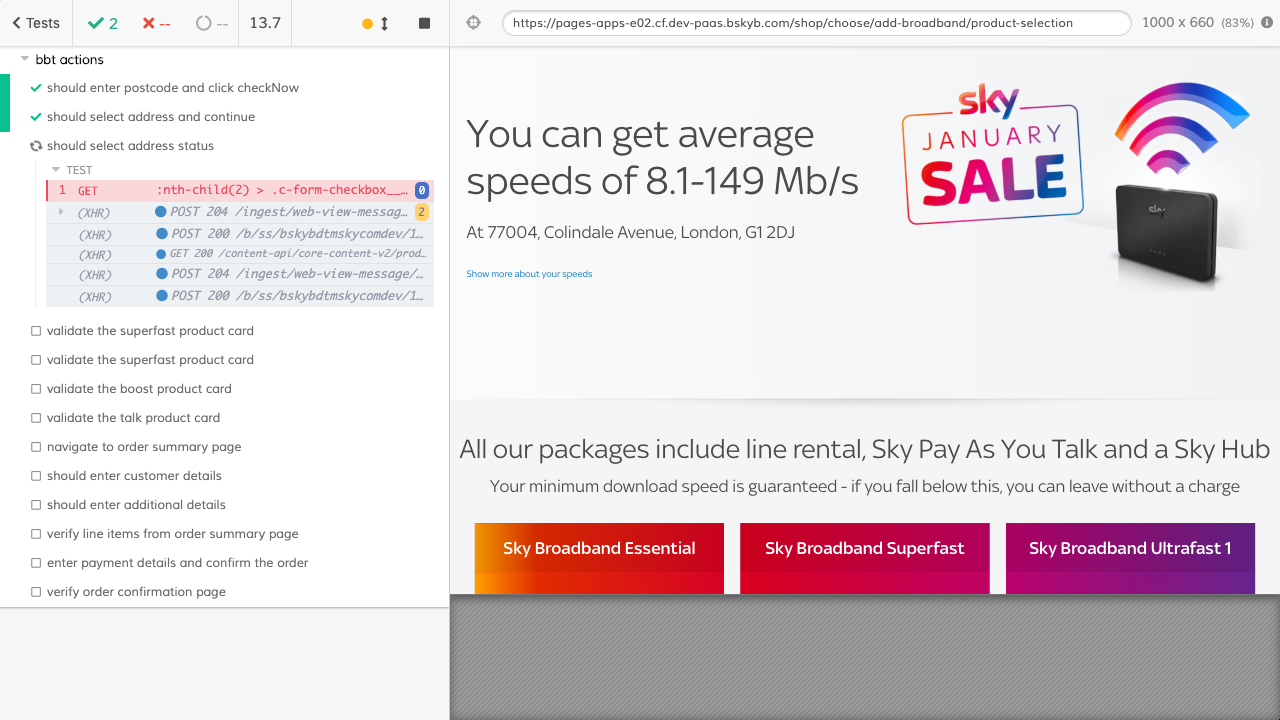 Tests
2
--
--
13.7
https://pages-apps-e02.cf.dev-paas.bskyb.com/shop/choose/add-broadband/product-selection
1000 x 660 (83%)
bbt actions
should enter postcode and click checkNow
should select address and continue
should select address status
TEST
1 GET :nth-child(2) > .c-form-checkbox__… 0
(XHR) POST 204 /ingest/web-view-messag… 2
(XHR) POST 200 /b/ss/bskybdtmskycomdev/1…
(XHR) GET 200 /content-api/core-content-v2/prod…
(XHR) POST 204 /ingest/web-view-message/…
(XHR) POST 200 /b/ss/bskybdtmskycomdev/1…
validate the superfast product card
validate the superfast product card
validate the boost product card
validate the talk product card
navigate to order summary page
should enter customer details
should enter additional details
verify line items from order summary page
enter payment details and confirm the order
verify order confirmation page
You can get average
speeds of 8.1-149 Mb/s
At 77004, Colindale Avenue, London, G1 2DJ
Show more about your speeds
sky
JANUARY
SALE
sky
All our packages include line rental, Sky Pay As You Talk and a Sky Hub
Your minimum download speed is guaranteed - if you fall below this, you can leave without a charge
Sky Broadband Essential
Sky Broadband Superfast
Sky Broadband Ultrafast 1